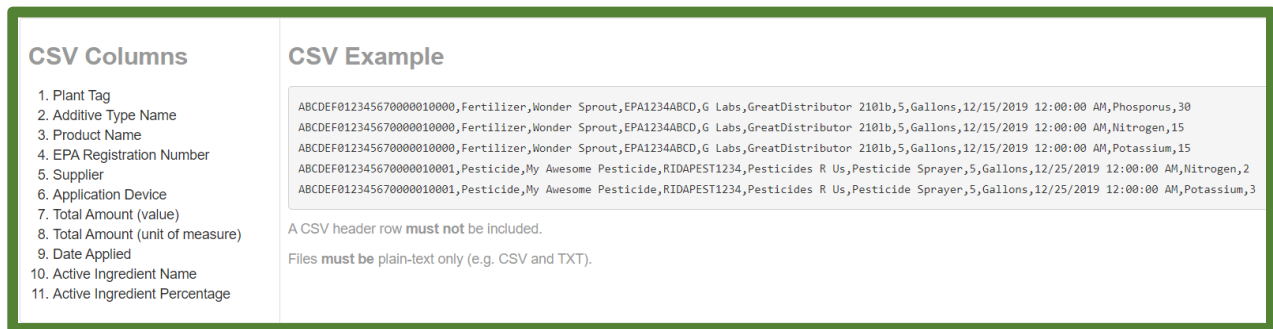 CSV Columns
1. Plant Tag
2. Additive Type Name
3. Product Name
4. EPA Registration Number
5. Supplier
6. Application Device
7. Total Amount (value)
8. Total Amount (unit of measure)
9. Date Applied
10. Active Ingredient Name
11. Active Ingredient Percentage
CSV Example
ABCDEF012345670000010000,Fertilizer,Wonder Sprout,EPA1234ABCD,G Labs,GreatDistributor 210lb,5,Gallons,12/15/2019 12:00:00 AM,Phosporus,30
ABCDEF012345670000010000,Fertilizer,Wonder Sprout,EPA1234ABCD,G Labs,GreatDistributor 210lb,5,Gallons,12/15/2019 12:00:00 AM,Nitrogen,15
ABCDEF012345670000010000,Fertilizer,Wonder Sprout,EPA1234ABCD,G Labs,GreatDistributor 210lb,5,Gallons,12/15/2019 12:00:00 AM,Potassium,15
ABCDEF012345670000010001,Pesticide,My Awesome Pesticide,RIDAPEST1234,Pesticides R Us,Pesticide Sprayer,5,Gallons,12/25/2019 12:00:00 AM,Nitrogen,2
ABCDEF012345670000010001,Pesticide,My Awesome Pesticide,RIDAPEST1234,Pesticides R Us,Pesticide Sprayer,5,Gallons,12/25/2019 12:00:00 AM,Potassium,3
A CSV header row must not be included.
Files must be plain-text only (e.g. CSV and TXT).